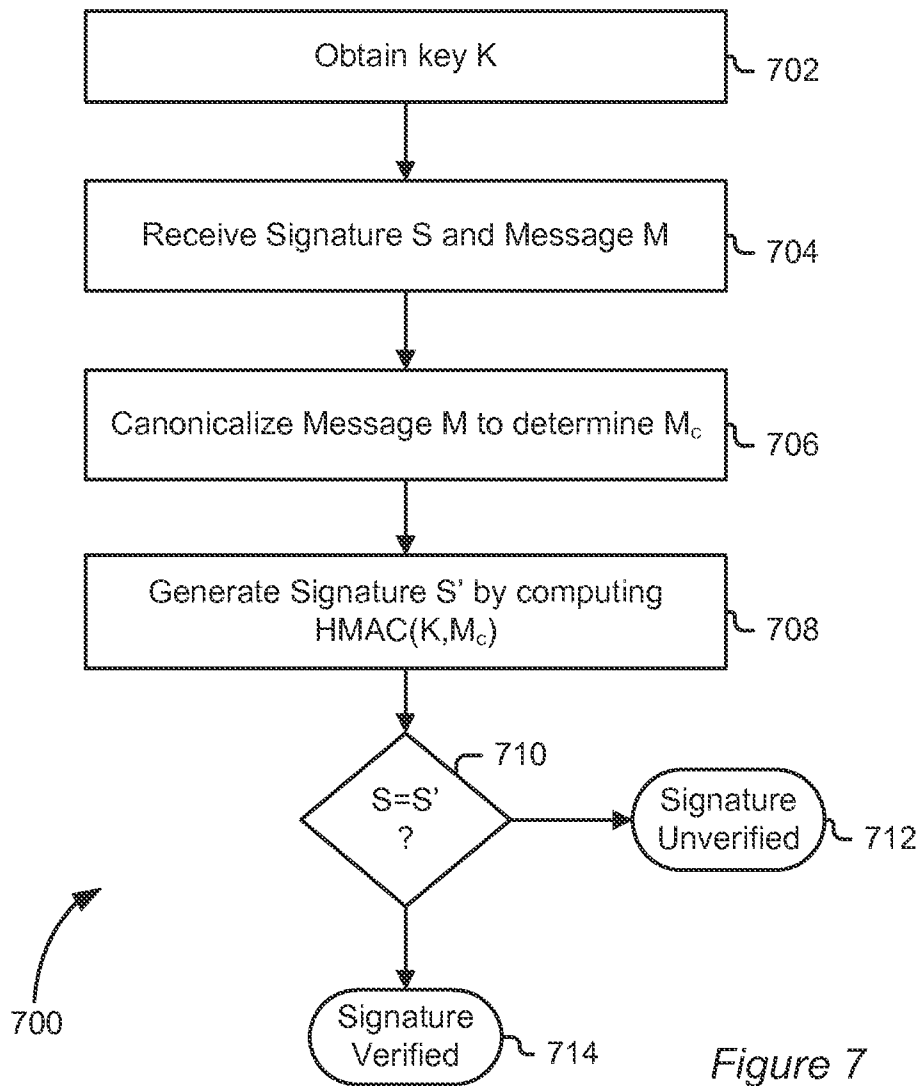 Obtain key K
702
Receive Signature S and Message M
704
Canonicalize Message M to determine Mc
706
Generate Signature S' by computing
HMAC(K,Mc)
708
710
S=S'
?
Signature
Unverified
712
700
Signature
Verified
714
Figure 7